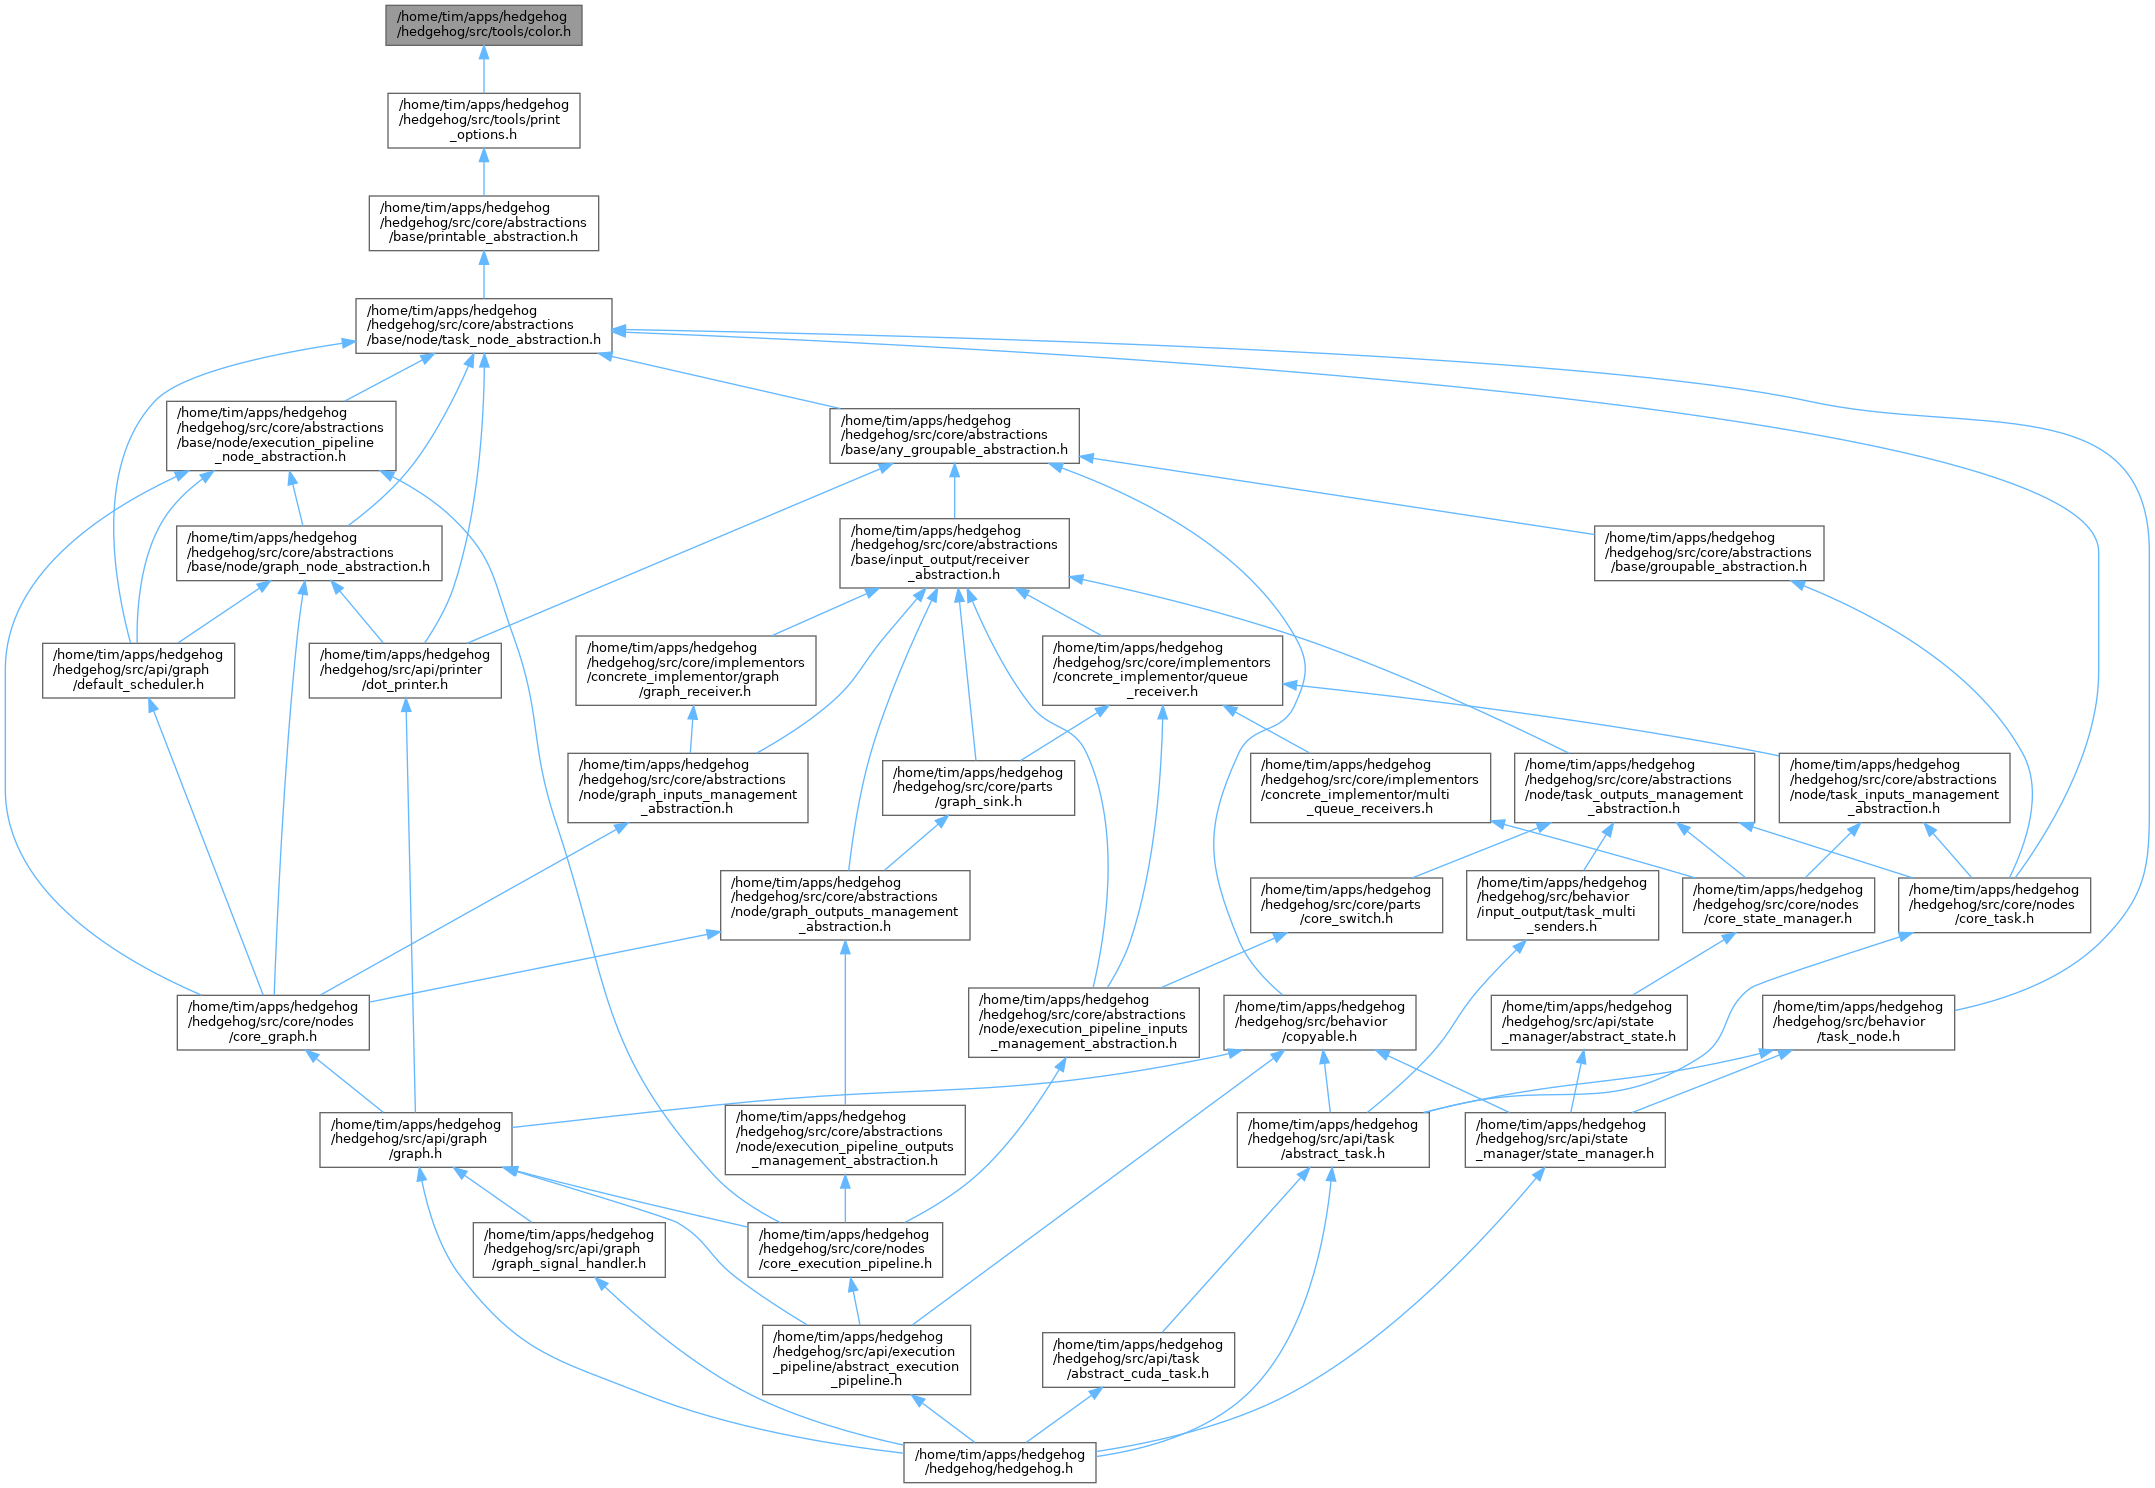 /home/tim/apps/hedgehog
/hedgehog/src/tools/color.h
/home/tim/apps/hedgehog
/hedgehog/src/tools/print
_options.h
/home/tim/apps/hedgehog
/hedgehog/src/core/abstractions
/base/printable_abstraction.h
/home/tim/apps/hedgehog
/hedgehog/src/core/abstractions
/base/node/task_node_abstraction.h
/home/tim/apps/hedgehog
/hedgehog/src/core/abstractions
/base/node/execution_pipeline
_node_abstraction.h
/home/tim/apps/hedgehog
/hedgehog/src/core/abstractions
/base/any_groupable_abstraction.h
/home/tim/apps/hedgehog
/hedgehog/src/core/abstractions
/base/node/graph_node_abstraction.h
/home/tim/apps/hedgehog
/hedgehog/src/core/abstractions
/base/input_output/receiver
_abstraction.h
/home/tim/apps/hedgehog
/hedgehog/src/core/abstractions
/base/groupable_abstraction.h
/home/tim/apps/hedgehog
/hedgehog/src/api/graph
/default_scheduler.h
/home/tim/apps/hedgehog
/hedgehog/src/api/printer
/dot_printer.h
/home/tim/apps/hedgehog
/hedgehog/src/core/implementors
/concrete_implementor/graph
/graph_receiver.h
/home/tim/apps/hedgehog
/hedgehog/src/core/implementors
/concrete_implementor/queue
_receiver.h
/home/tim/apps/hedgehog
/hedgehog/src/core/abstractions
/node/graph_inputs_management
_abstraction.h
/home/tim/apps/hedgehog
/hedgehog/src/core/parts
/graph_sink.h
/home/tim/apps/hedgehog
/hedgehog/src/core/implementors
/concrete_implementor/multi
_queue_receivers.h
/home/tim/apps/hedgehog
/hedgehog/src/core/abstractions
/node/task_outputs_management
_abstraction.h
/home/tim/apps/hedgehog
/hedgehog/src/core/abstractions
/node/task_inputs_management
_abstraction.h
/home/tim/apps/hedgehog
/hedgehog/src/core/abstractions
/node/graph_outputs_management
_abstraction.h
/home/tim/apps/hedgehog
/hedgehog/src/core/parts
/core_switch.h
/home/tim/apps/hedgehog
/hedgehog/src/behavior
/input_output/task_multi
_senders.h
/home/tim/apps/hedgehog
/hedgehog/src/core/nodes
/core_state_manager.h
/home/tim/apps/hedgehog
/hedgehog/src/core/nodes
/core_task.h
/home/tim/apps/hedgehog
/hedgehog/src/core/nodes
/core_graph.h
/home/tim/apps/hedgehog
/hedgehog/src/core/abstractions
/node/execution_pipeline_inputs
_management_abstraction.h
/home/tim/apps/hedgehog
/hedgehog/src/behavior
/copyable.h
/home/tim/apps/hedgehog
/hedgehog/src/api/state
_manager/abstract_state.h
/home/tim/apps/hedgehog
/hedgehog/src/behavior
/task_node.h
/home/tim/apps/hedgehog
/hedgehog/src/api/graph
/graph.h
/home/tim/apps/hedgehog
/hedgehog/src/core/abstractions
/node/execution_pipeline_outputs
_management_abstraction.h
/home/tim/apps/hedgehog
/hedgehog/src/api/task
/abstract_task.h
/home/tim/apps/hedgehog
/hedgehog/src/api/state
_manager/state_manager.h
/home/tim/apps/hedgehog
/hedgehog/src/api/graph
/graph_signal_handler.h
/home/tim/apps/hedgehog
/hedgehog/src/core/nodes
/core_execution_pipeline.h
/home/tim/apps/hedgehog
/hedgehog/src/api/execution
_pipeline/abstract_execution
_pipeline.h
/home/tim/apps/hedgehog
/hedgehog/src/api/task
/abstract_cuda_task.h
/home/tim/apps/hedgehog
/hedgehog/hedgehog.h